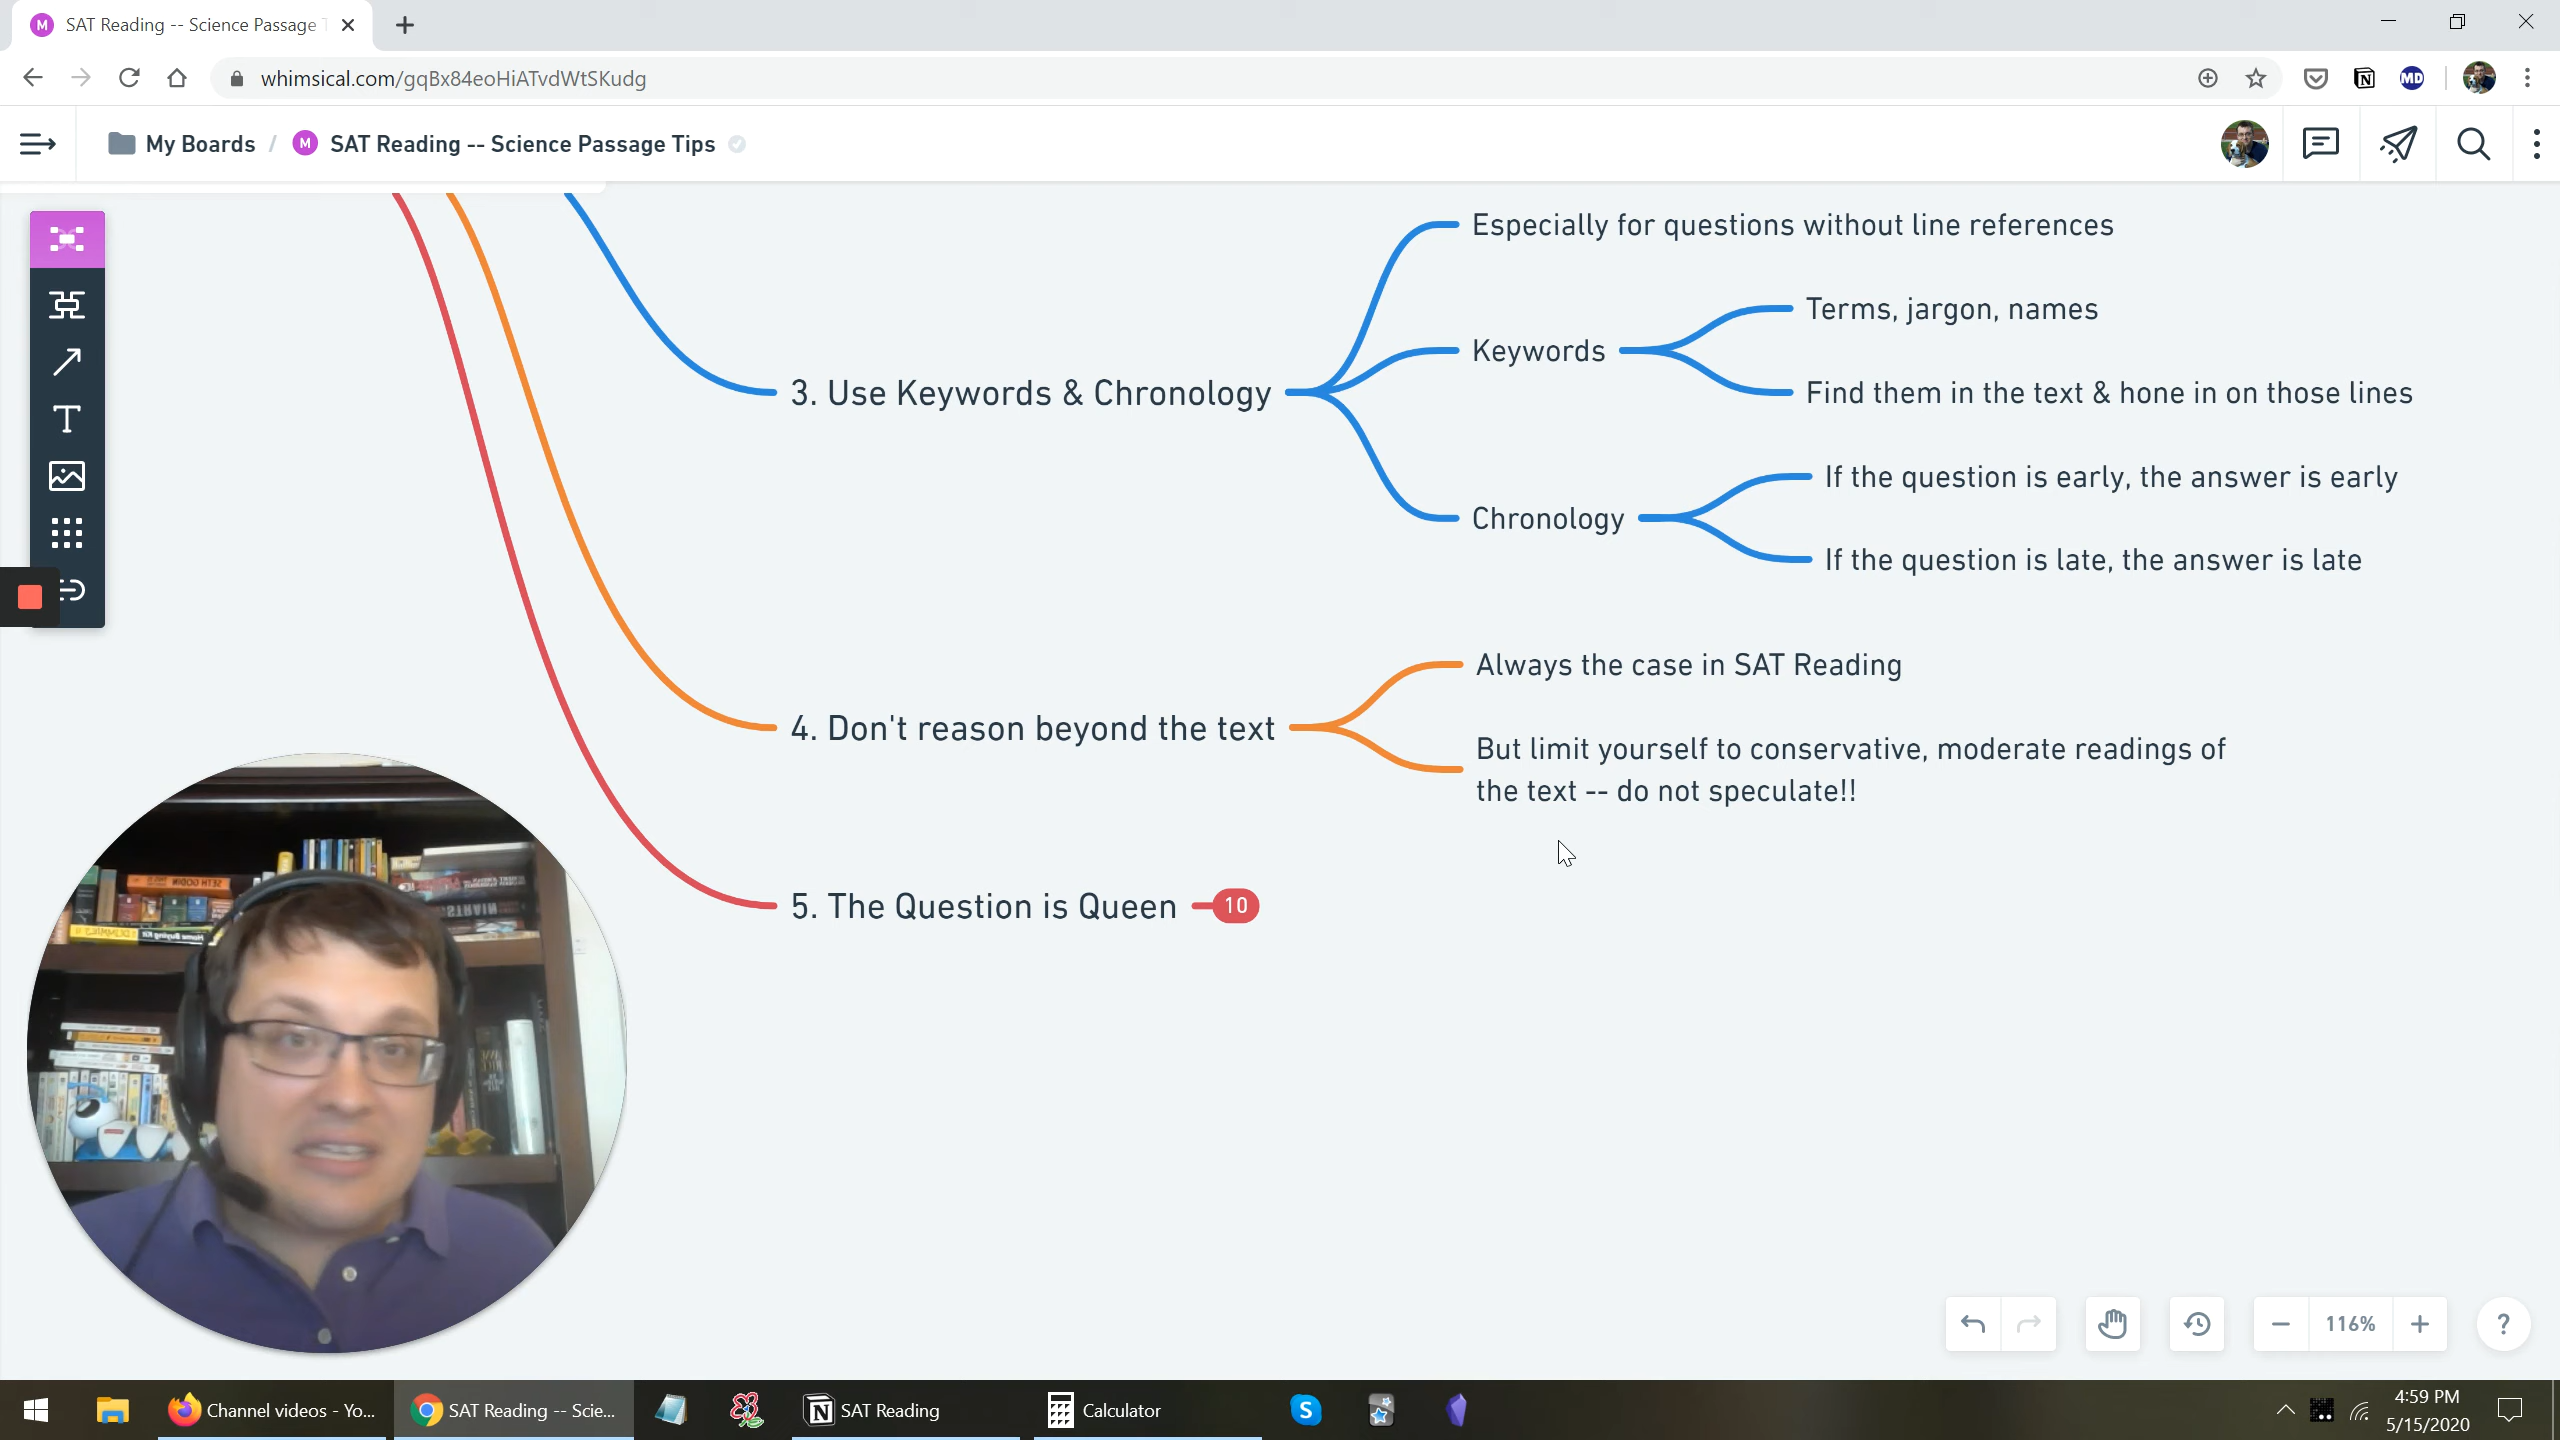 SAT Reading -- Science Passage T
whimsical.com/gqBx84eoHiATvdWtSKudg
MD
My Boards / M SAT Reading -- Science Passage Tips
Especially for questions without line references
Terms, jargon, names
Keywords
3. Use Keywords & Chronology
Find them in the text & hone in on those lines
If the question is early, the answer is early
Chronology
If the question is late, the answer is late
Always the case in SAT Reading
4. Don't reason beyond the text
But limit yourself to conservative, moderate readings of
the text -- do not speculate!!
5. The Question is Queen 10
SETH GODIN
116%
?
Channel videos - Yo...
SAT Reading -- Scie...
SAT Reading
Calculator
4:59 PM
5/15/2020